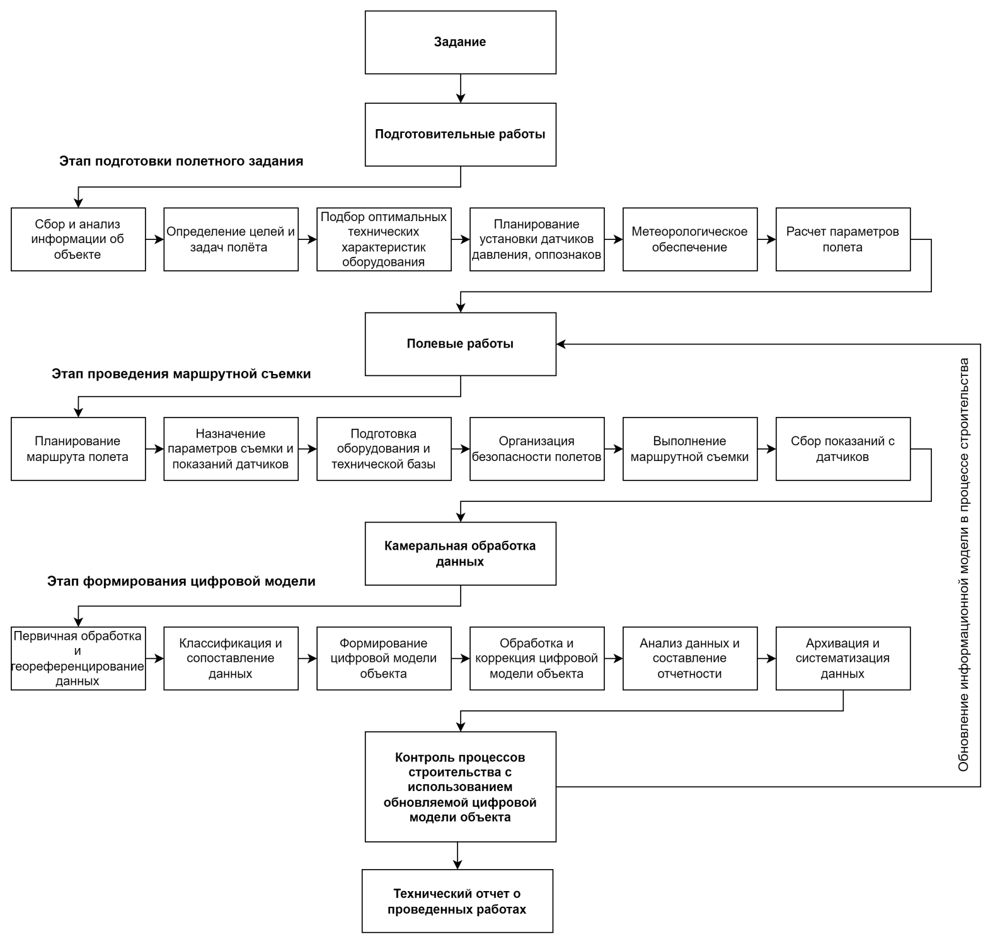 Задание
Подготовительные работы
Этап подготовки полетного задания
Сбор и анализ
информации об
объекте
Определение целей и
задач полёта
Подбор оптимальных
технических
характеристик
оборудования
Планирование
установки датчиков
давления, оппознаков
Метеорологическое
обеспечение
Расчет параметров
полета
Полевые работы
Этап проведения маршрутной съемки
Планирование
маршрута полета
Назначение
параметров съемки и
показаний датчиков
Подготовка
оборудования и
технической базы
Организация
безопасности полетов
Выполнение
маршрутной съемки
Сбор показаний с
датчиков
Обновление информационной модели в процессе строительства
Камеральная обработка
данных
Этап формирования цифровой модели
Первичная обработка
и
геореференцирование
данных
Классификация и
сопоставление
данных
Формирование
цифровой модели
объекта
Обработка и
коррекция цифровой
модели объекта
Анализ данных и
составление
отчетности
Архивация и
систематизация
данных
Контроль процессов
строительства с
использованием
обновляемой цифровой
модели объекта
Технический отчет о
проведенных работах